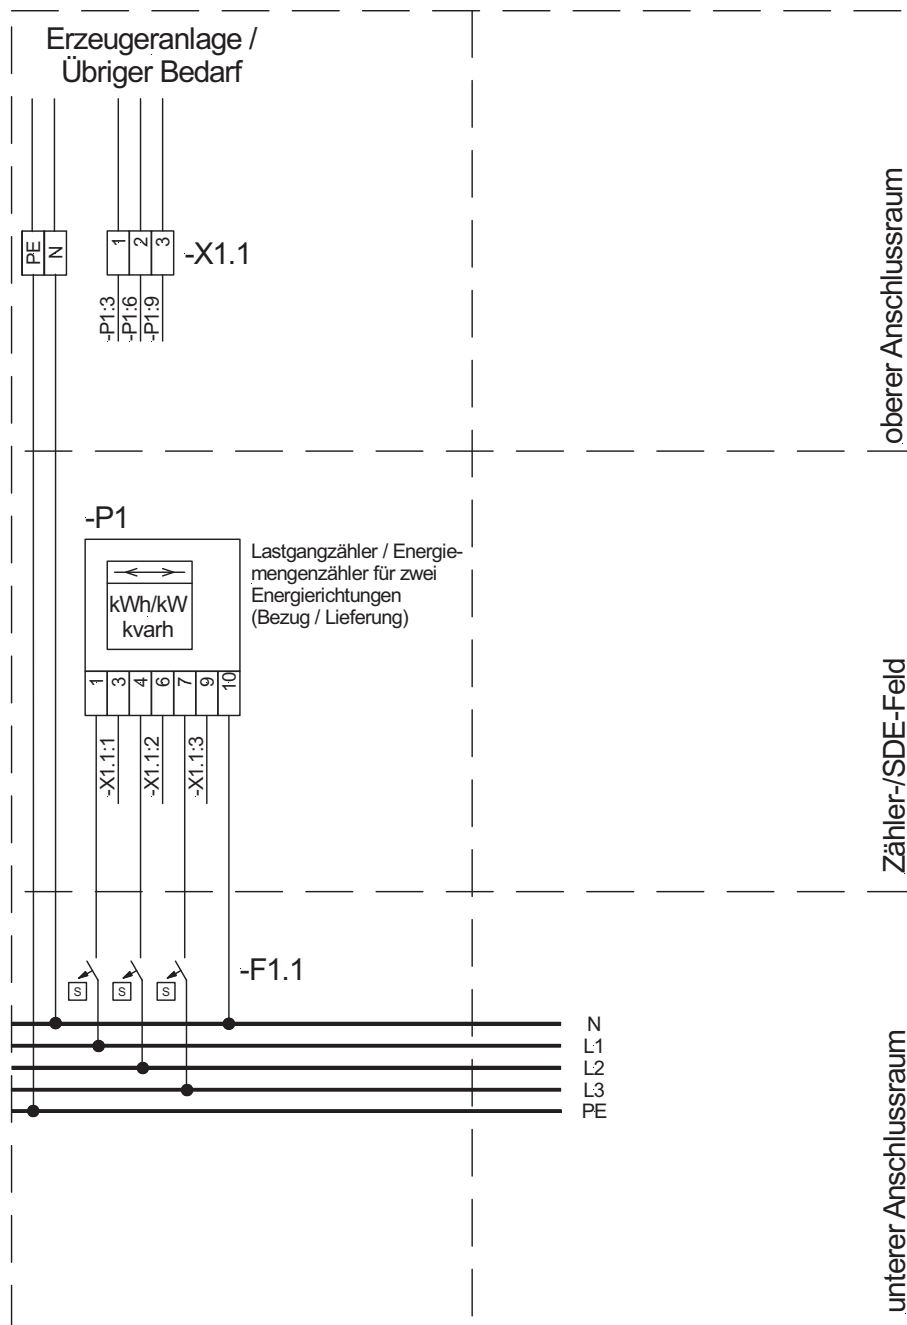 Erzeugeranlage /
Übriger Bedarf
PE
N
1
2
3
-X1.1
-P1:3
-P1:6
-P1:9
oberer Anschlussraum
-P1
kWh/kW
kvarh
Lastgangzähler / Energie-
mengenzähler für zwei
Energierichtungen
(Bezug / Lieferung)
1
3
4
6
7
9
10
-X1.1:1
-X1.1:2
-X1.1:3
Zähler-/SDE-Feld
S
S
S
-F1.1
N
L1
L2
L3
PE
unterer Anschlussraum